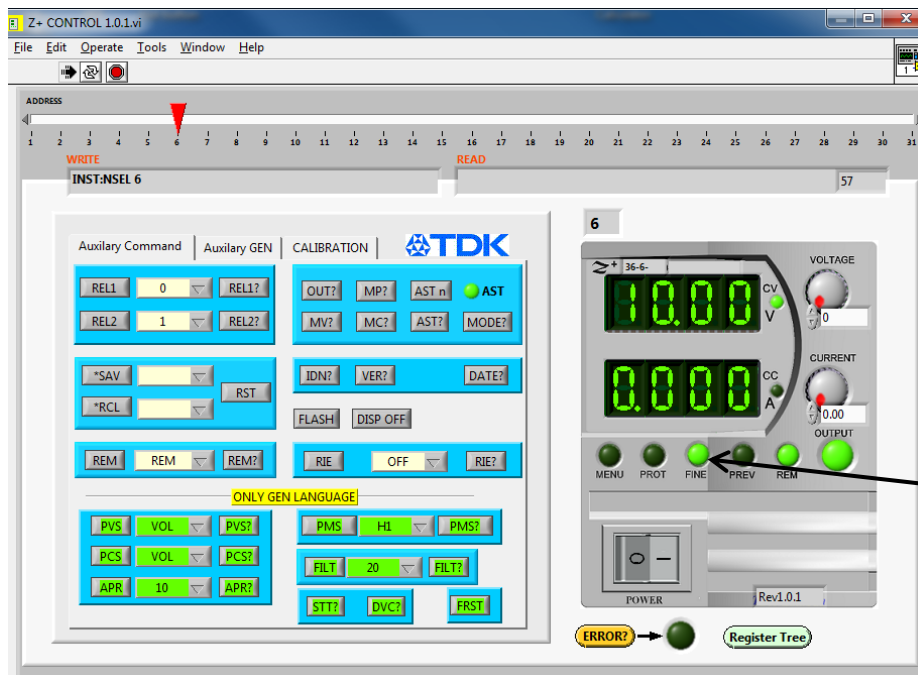 Z+ CONTROL 1.0.1.vi
File Edit Operate Tools Window Help
ADDRESS
1 2 3 4 5 6 7 8 9 10 11 12 13 14 15 16 17 18 19 20 21 22 23 24 25 26 27 28 29 30 31
WRITE READ
INST:NSEL 6
57
6
Auxilary Command Auxilary GEN CALIBRATION
TDK
REL1 0 REL1?
REL2 1 REL2?
OUT? MP? AST n AST
MV? MC? AST? MODE?
*SAV
*RCL
RST
IDN? VER? DATE?
FLASH DISP OFF
REM REM REM?
RIE OFF RIE?
ONLY GEN LANGUAGE
PVS VOL PVS?
PCS VOL PCS?
APR 10 APR?
PMS H1 PMS?
FILT 20 FILT?
STT? DVC? FRST
Z+ 36-6-
10.00
CV
V
0.000
CC
A
VOLTAGE
0
CURRENT
0.00
OUTPUT
MENU PROT FINE PREV REM
POWER
Rev1.0.1
ERROR?
Register Tree